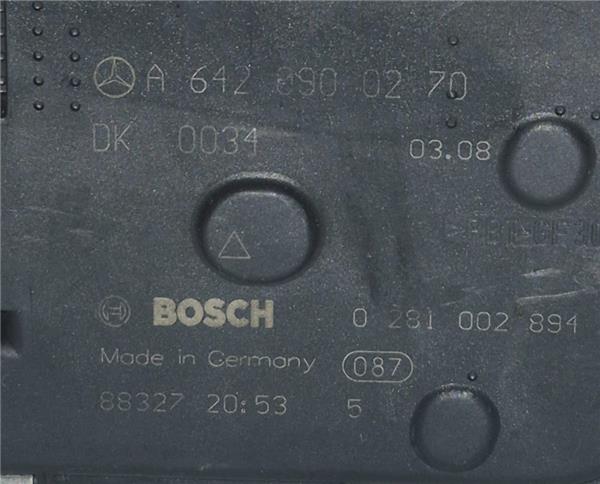 A 642 090 02 70
DK 0034
03.08
BOSCH 0 281 002 894
Made in Germany 087
88327 20:53 5